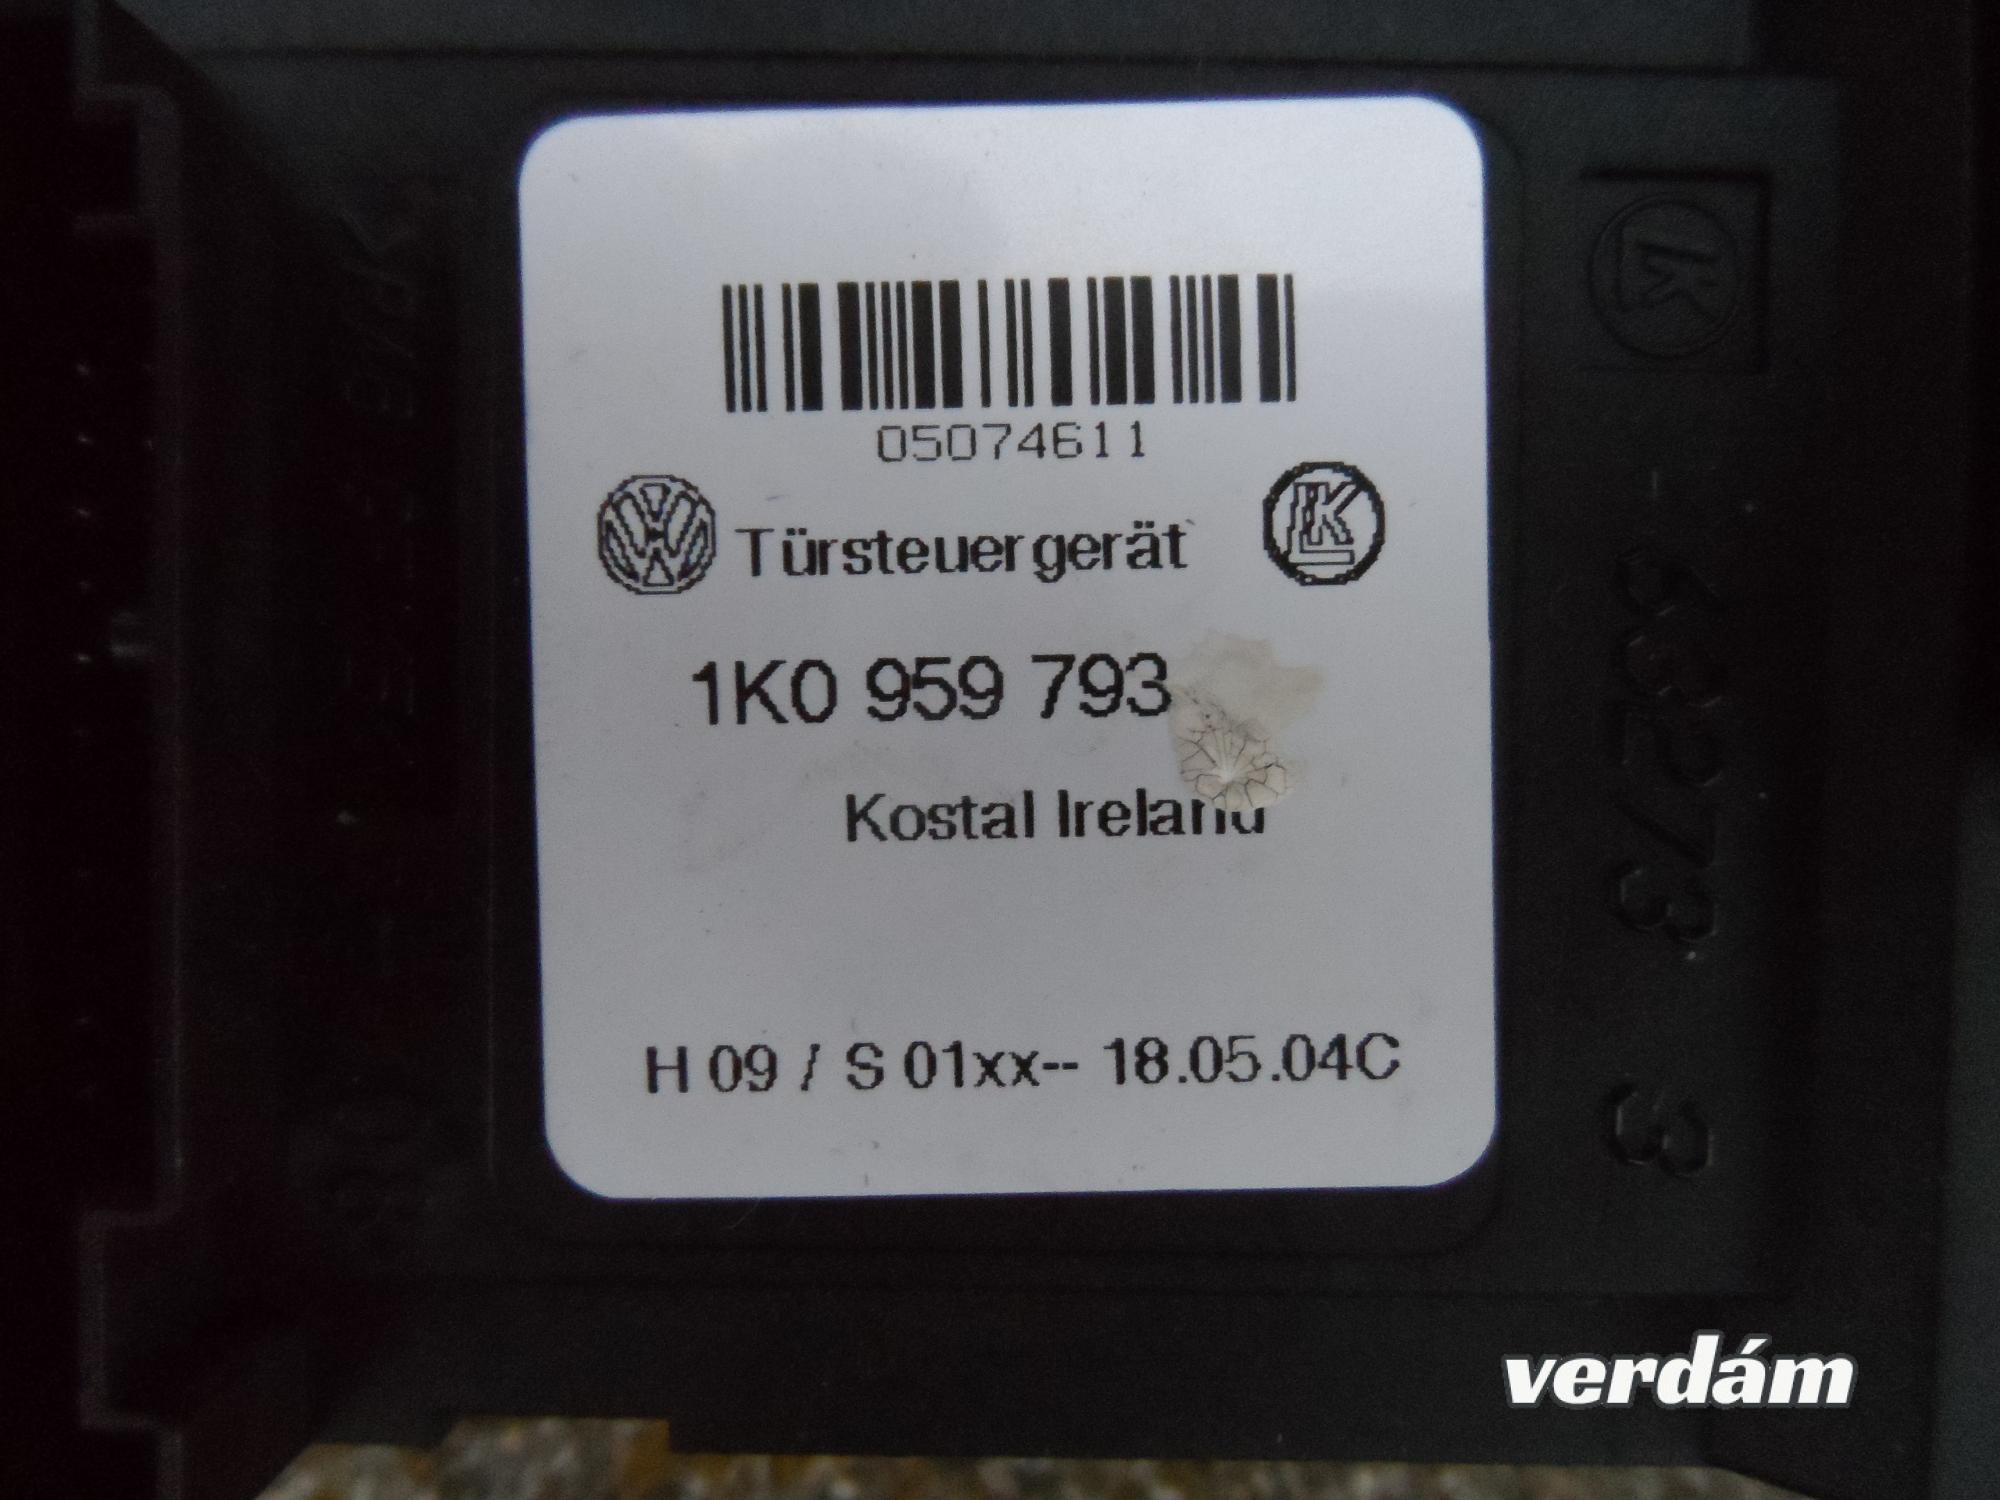 05074611
Türsteuergerät
1K0 959 793
Kostal Ireland
H 09 / S 01xx-- 18.05.04C
verdám